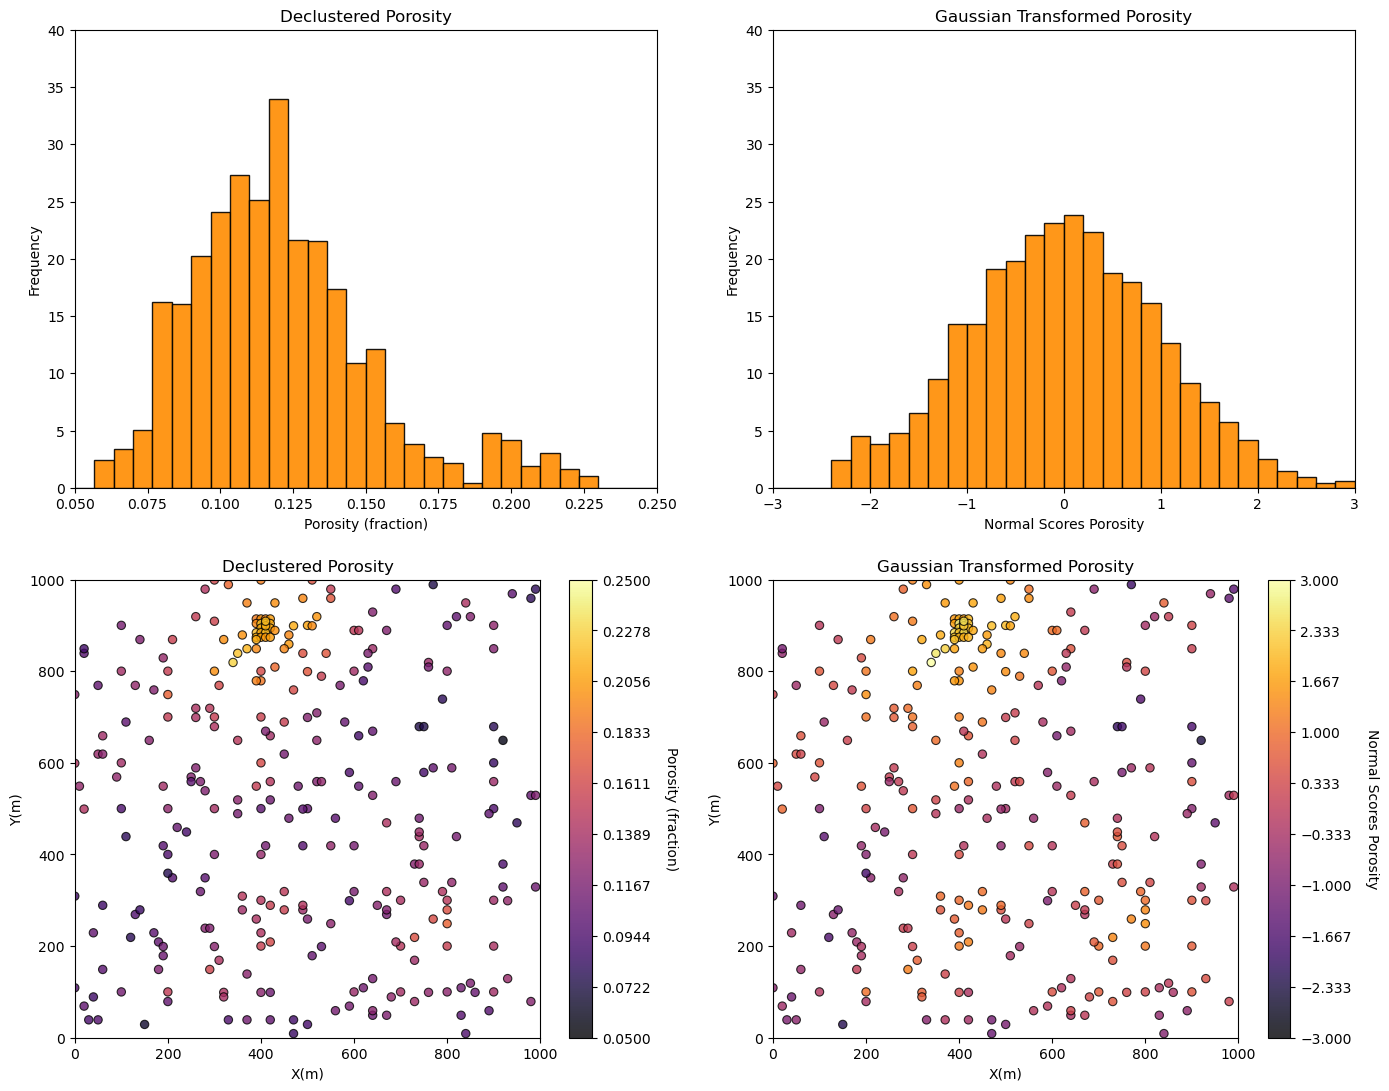 Declustered Porosity
40
35
30
25
20
15
10
5
0
Frequency
0.050 0.075 0.100 0.125 0.150 0.175 0.200 0.225 0.250
Porosity (fraction)
Gaussian Transformed Porosity
40
35
30
25
20
15
10
5
0
Frequency
−3 −2 −1 0 1 2 3
Normal Scores Porosity
Declustered Porosity
1000
800
600
400
200
0
Y(m)
0 200 400 600 800 1000
X(m)
0.2500
0.2278
0.2056
0.1833
0.1611
0.1389
0.1167
0.0944
0.0722
0.0500
Porosity (fraction)
Gaussian Transformed Porosity
1000
800
600
400
200
0
Y(m)
0 200 400 600 800 1000
X(m)
3.000
2.333
1.667
1.000
0.333
−0.333
−1.000
−1.667
−2.333
−3.000
Normal Scores Porosity